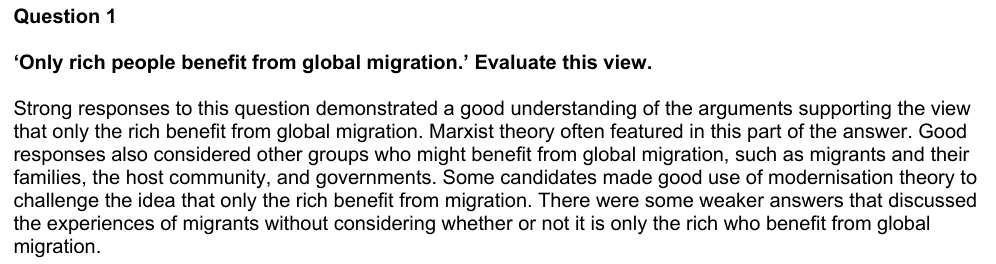 Question 1
‘Only rich people benefit from global migration.’ Evaluate this view.
Strong responses to this question demonstrated a good understanding of the arguments supporting the view
that only the rich benefit from global migration. Marxist theory often featured in this part of the answer. Good
responses also considered other groups who might benefit from global migration, such as migrants and their
families, the host community, and governments. Some candidates made good use of modernisation theory to
challenge the idea that only the rich benefit from migration. There were some weaker answers that discussed
the experiences of migrants without considering whether or not it is only the rich who benefit from global
migration.